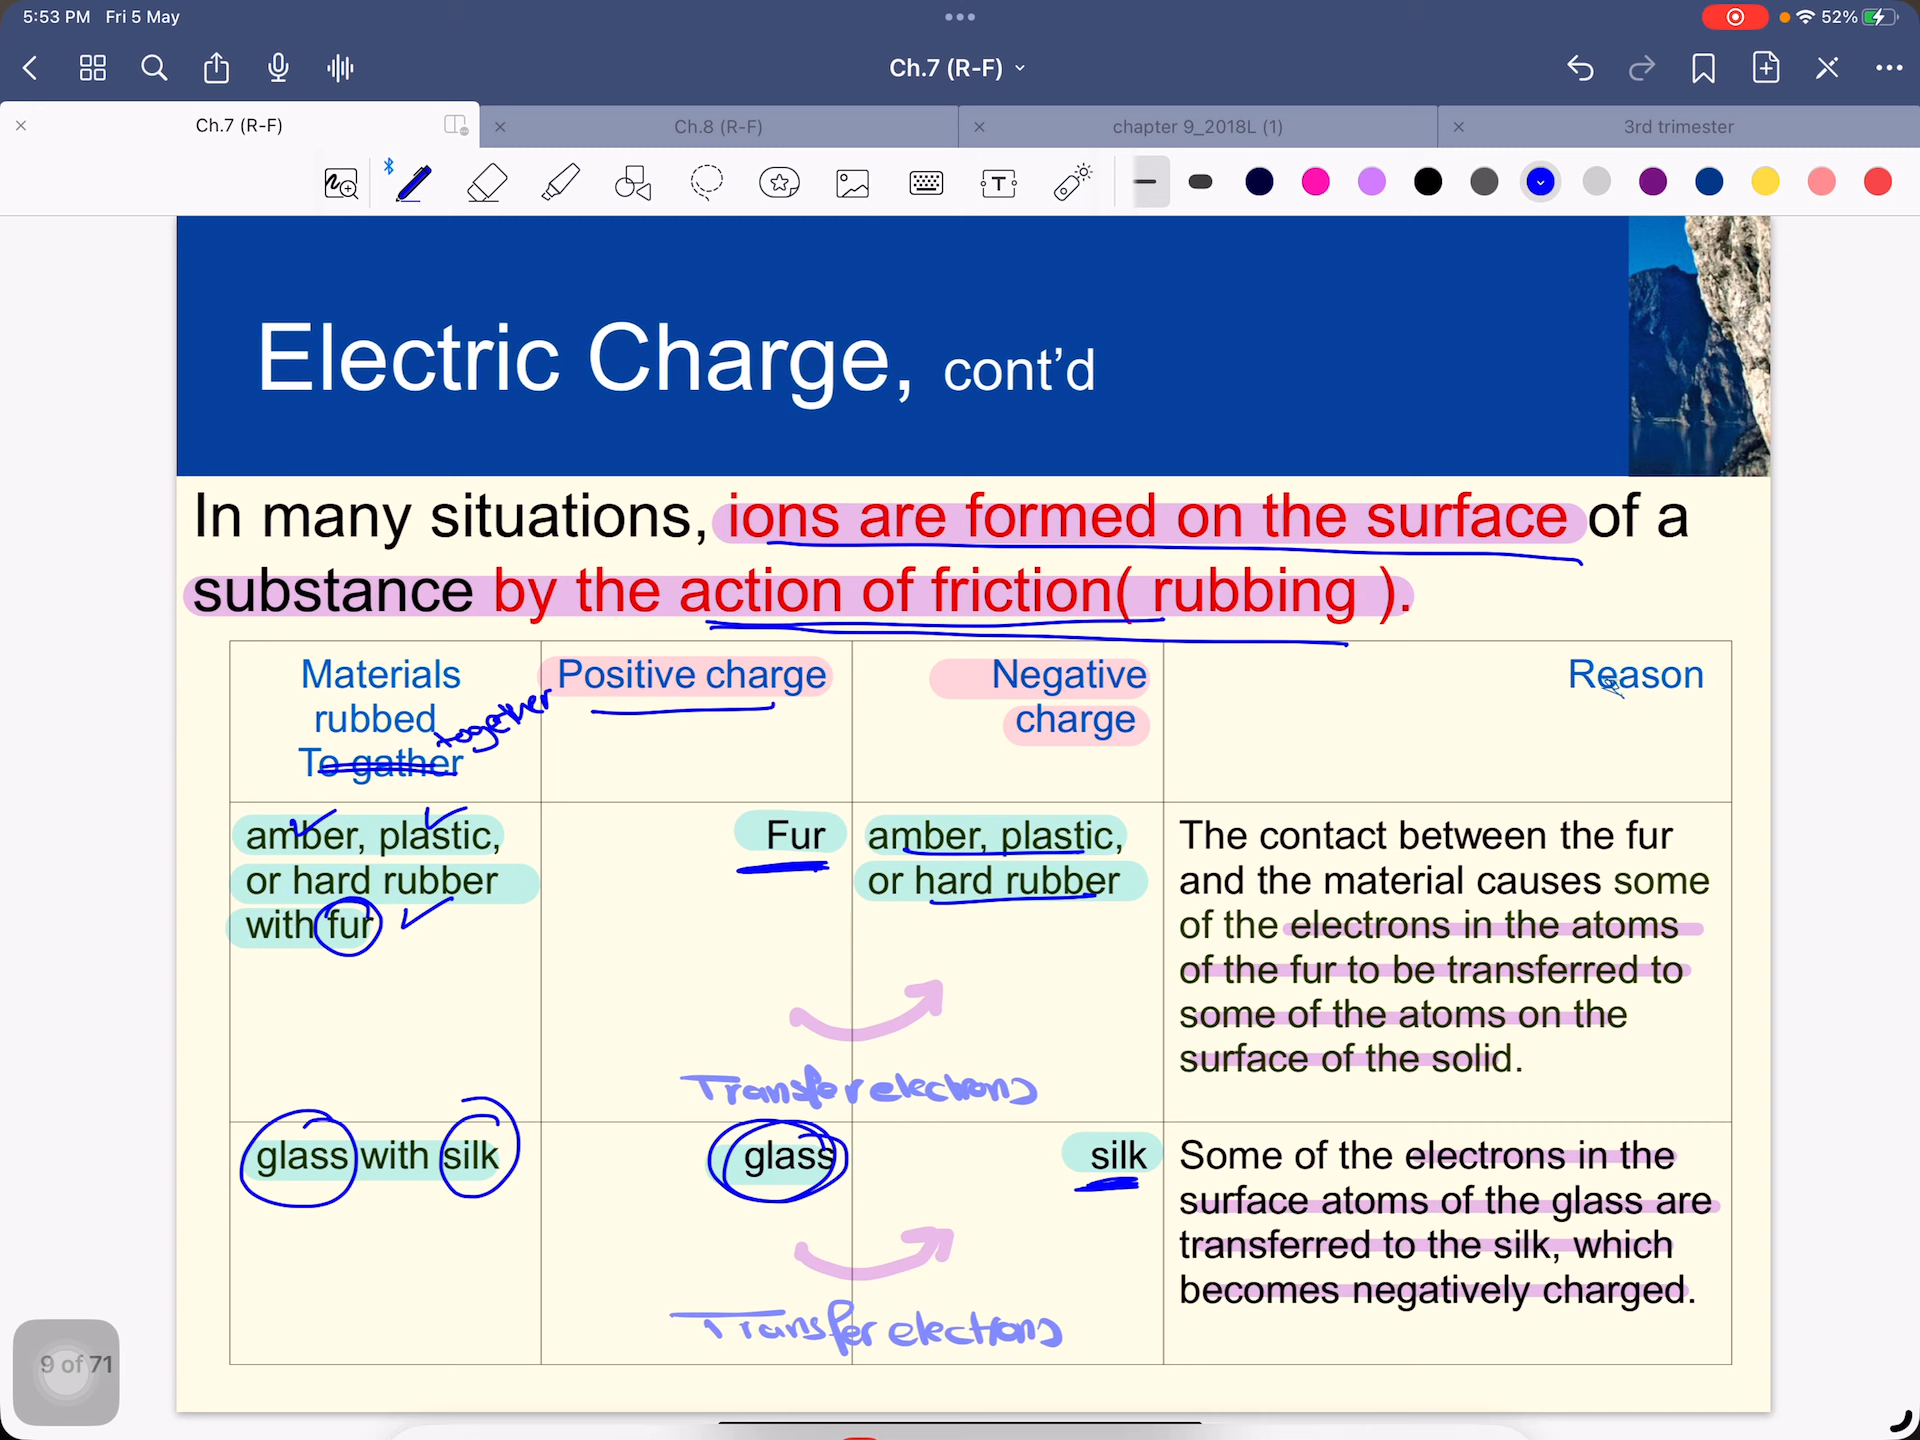 5:53 PM Fri 5 May
52%
Ch.7 (R-F)
Ch.7 (R-F)
Ch.8 (R-F)
chapter 9_2018L (1)
3rd trimester
T
Electric Charge, cont’d
In many situations, ions are formed on the surface of a
substance by the action of friction( rubbing ).
Materials
rubbed
To gather
together
Positive charge
Negative
charge
Reason
amber, plastic,
or hard rubber
with fur
Fur
amber, plastic,
or hard rubber
The contact between the fur
and the material causes some
of the electrons in the atoms
of the fur to be transferred to
some of the atoms on the
surface of the solid.
Transfer electrons
glass with silk
glass
silk
Some of the electrons in the
surface atoms of the glass are
transferred to the silk, which
becomes negatively charged.
Transfer electrons
9 of 71